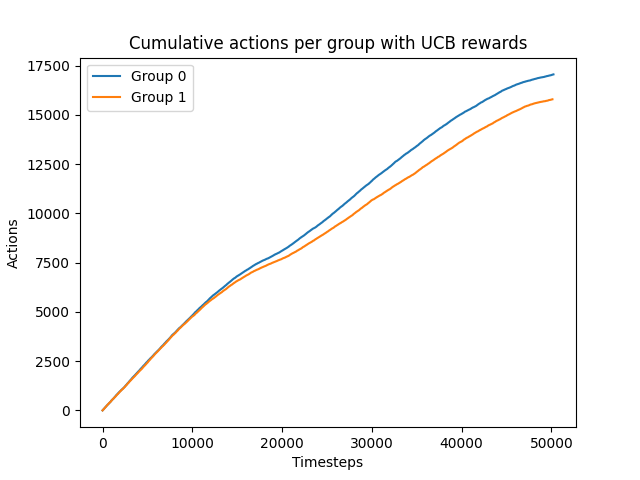 Cumulative actions per group with UCB rewards
17500
15000
12500
10000
7500
5000
2500
0
Actions
Group 0
Group 1
0 10000 20000 30000 40000 50000
Timesteps